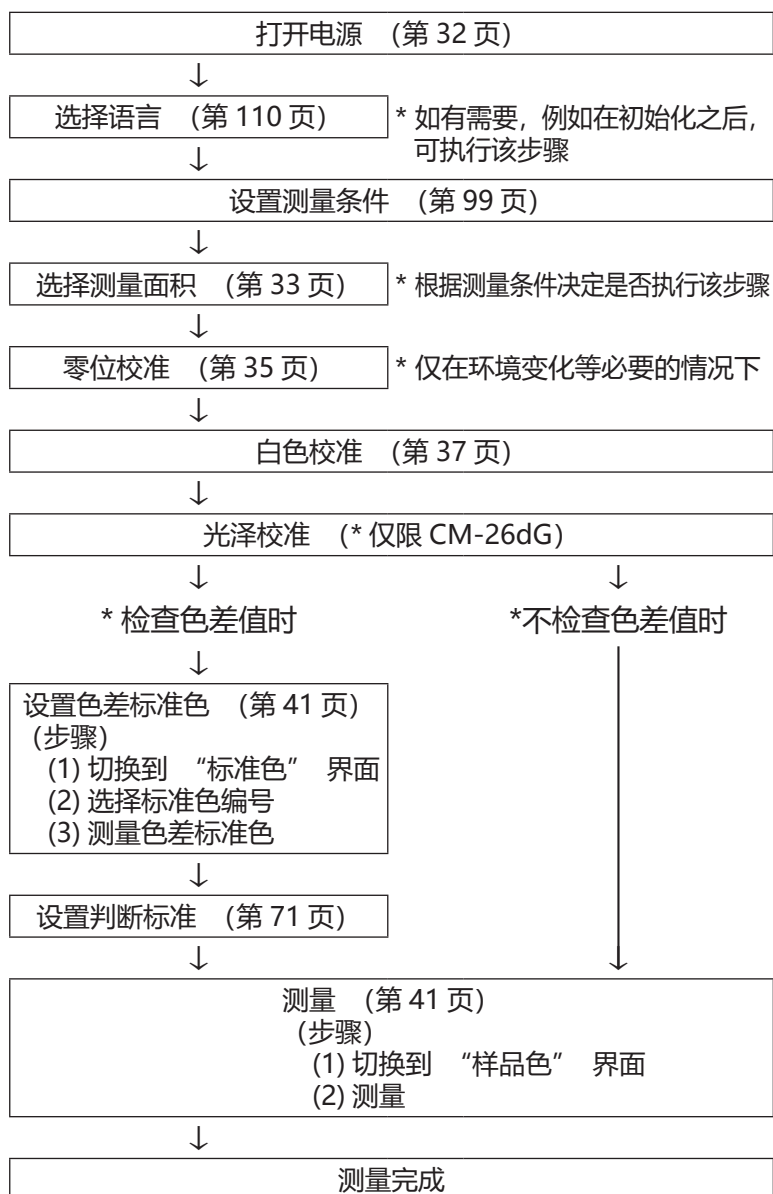 打开电源 (第 32 页)
↓
选择语言 (第 110 页) * 如有需要，例如在初始化之后，
可执行该步骤
↓
设置测量条件 (第 99 页)
↓
选择测量面积 (第 33 页) * 根据测量条件决定是否执行该步骤
↓
零位校准 (第 35 页) * 仅在环境变化等必要的情况下
↓
白色校准 (第 37 页)
↓
光泽校准 (* 仅限 CM-26dG)
↓ ↓
* 检查色差值时 *不检查色差值时
↓
设置色差标准色 (第 41 页)
(步骤)
(1) 切换到 “标准色” 界面
(2) 选择标准色编号
(3) 测量色差标准色
↓
设置判断标准 (第 71 页)
↓ ↓
测量 (第 41 页)
(步骤)
(1) 切换到 “样品色” 界面
(2) 测量
↓
测量完成